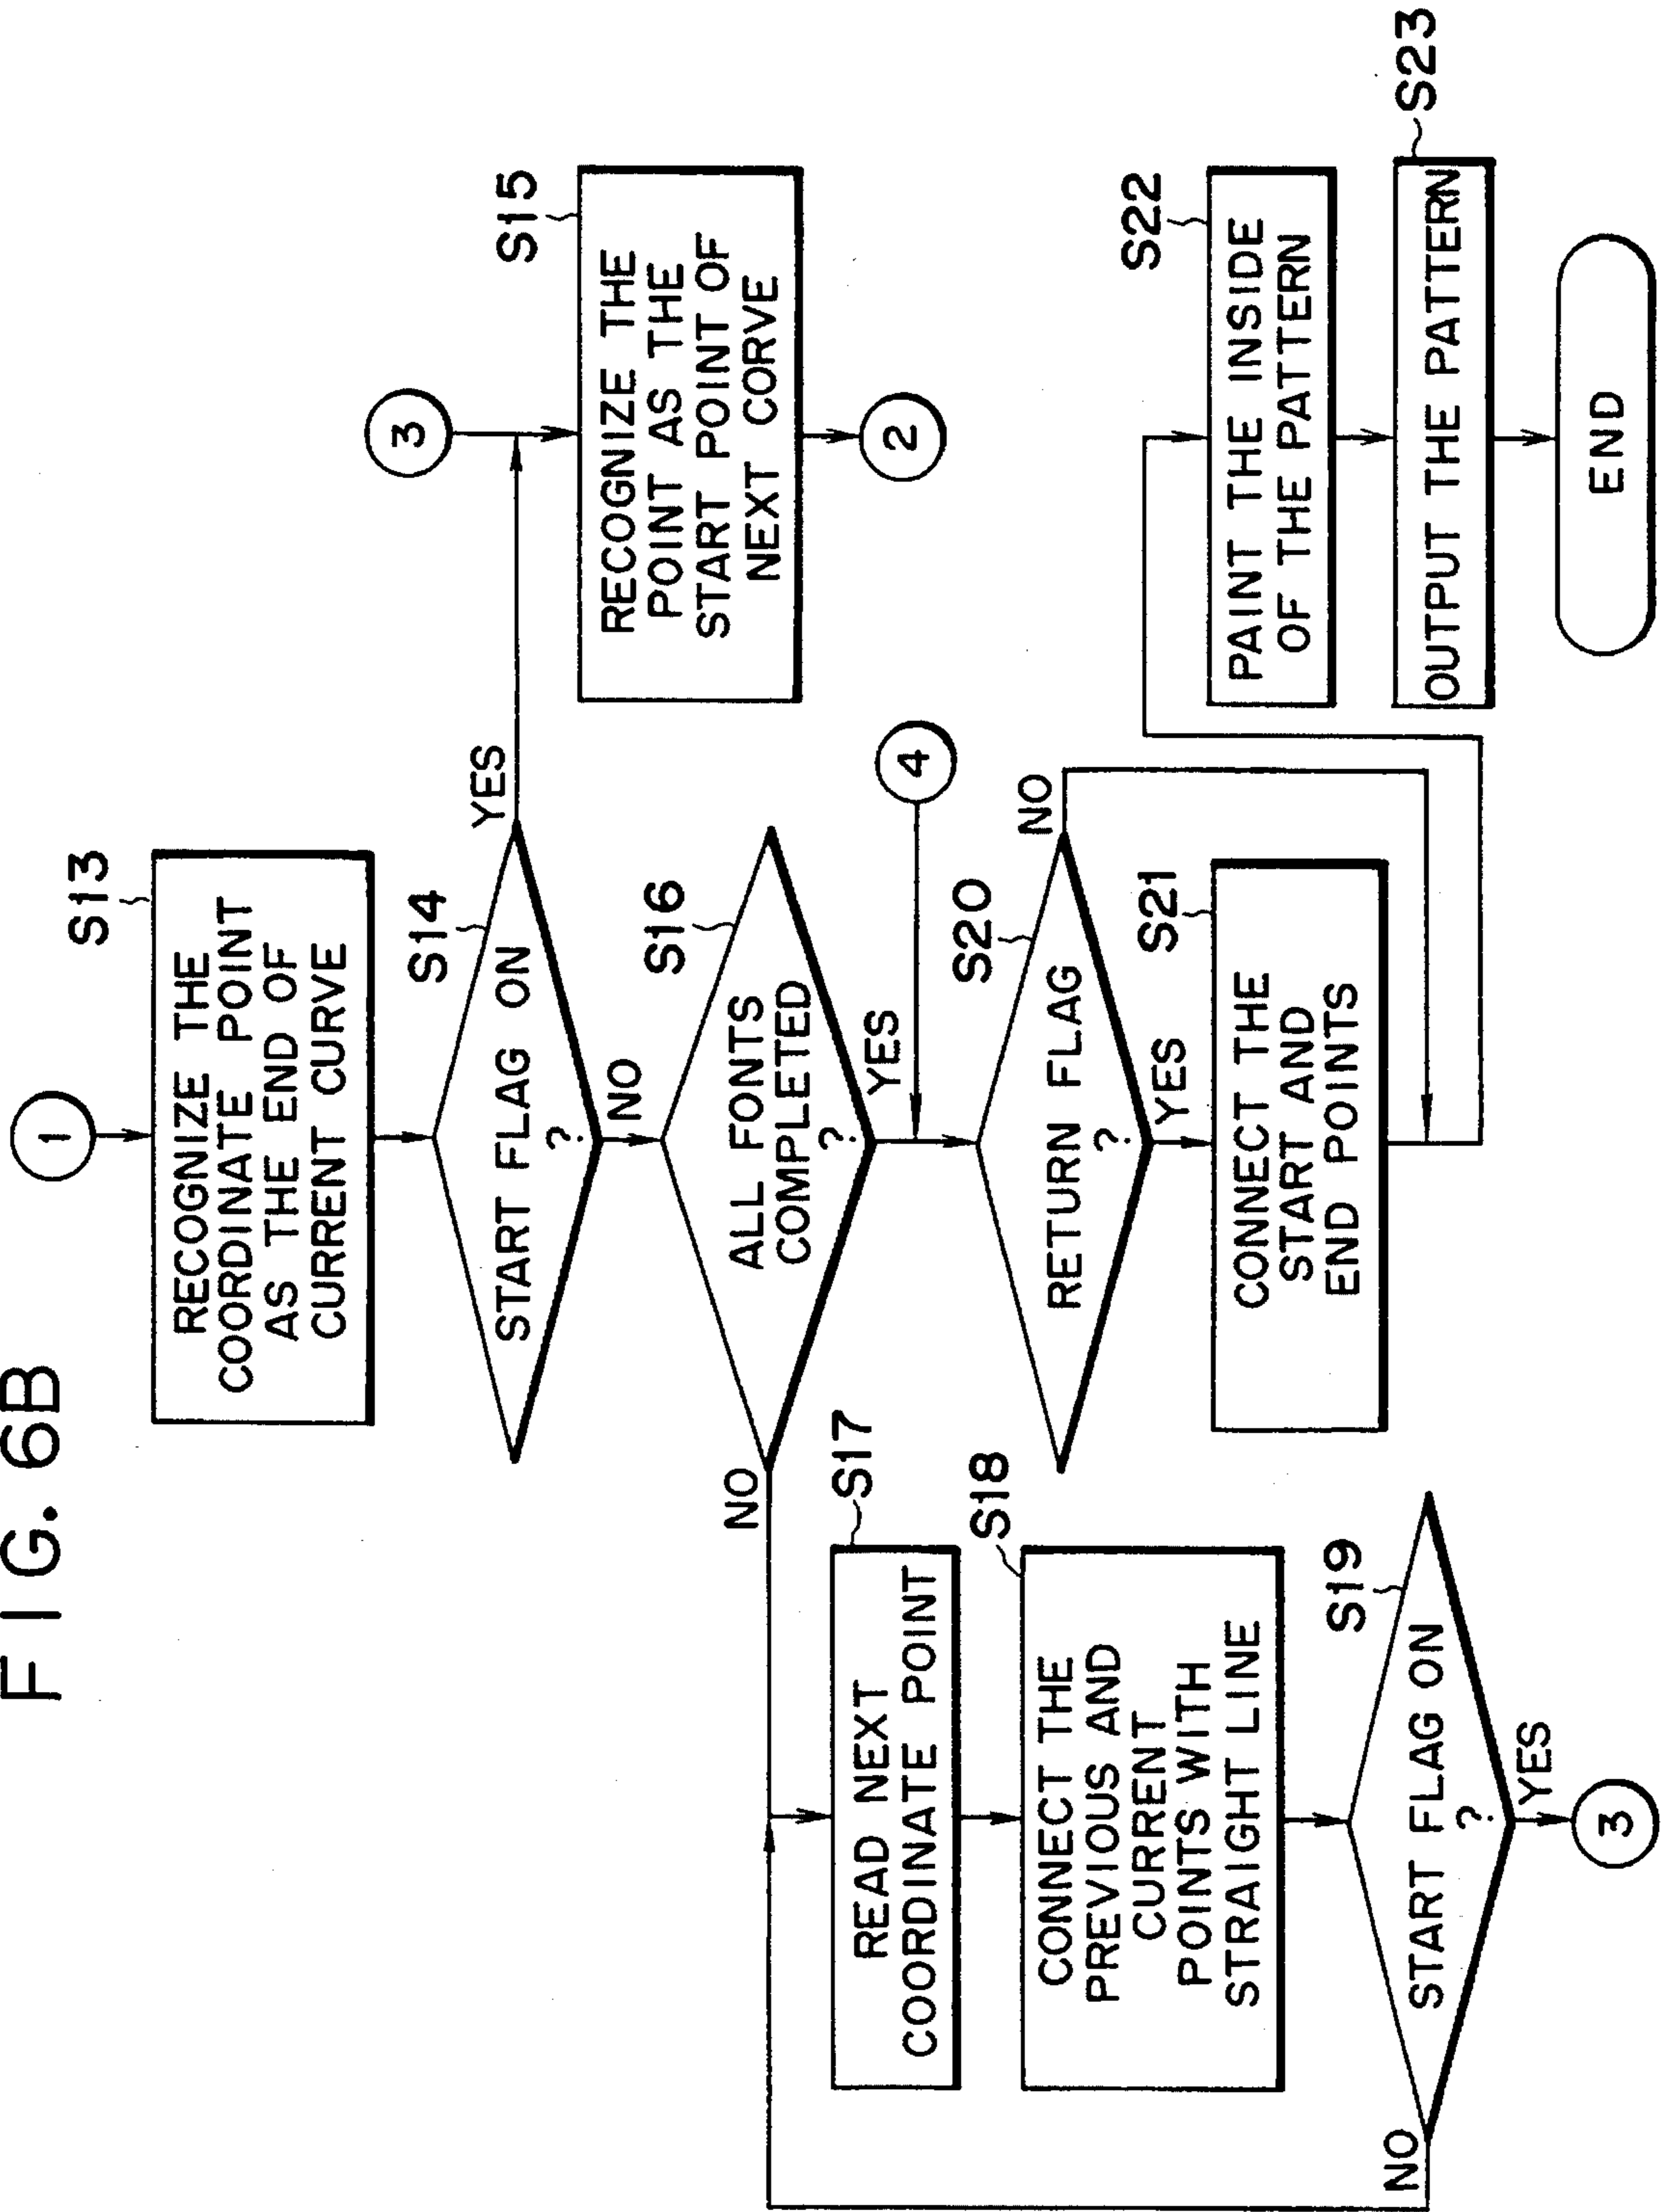 FIG. 6B
1
S13
RECOGNIZE THE
COORDINATE POINT
AS THE END OF
CURRENT CURVE
S14
START FLAG ON
?
YES
NO
3
S15
RECOGNIZE THE
POINT AS THE
START POINT OF
NEXT CORVE
2
S16
ALL FONTS
COMPLETED
?
NO
YES
4
S17
READ NEXT
COORDINATE POINT
S18
CONNECT THE
PREVIOUS AND
CURRENT
POINTS WITH
STRAIGHT LINE
S19
START FLAG ON
?
NO
YES
3
S20
RETURN FLAG
?
NO
YES
S21
CONNECT THE
START AND
END POINTS
S22
PAINT THE INSIDE
OF THE PATTERN
S23
OUTPUT THE PATTERN
END